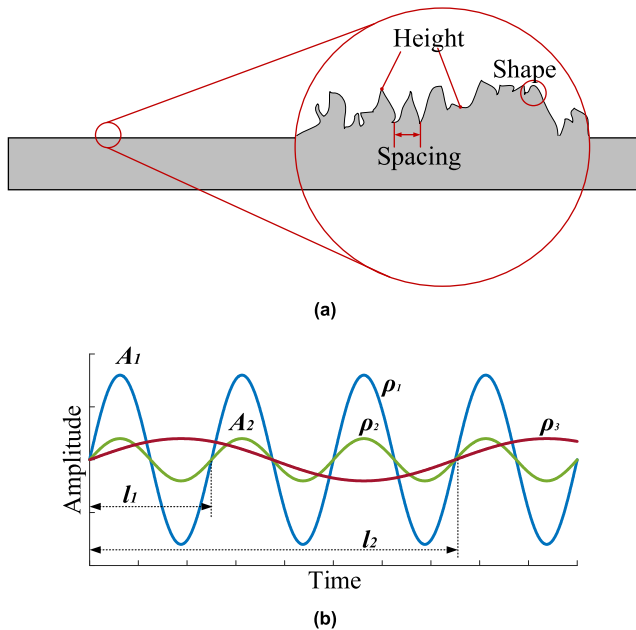 Height
Shape
Spacing
(a)
A1
ρ1
A2
ρ2
ρ3
Amplitude
l1
l2
Time
(b)